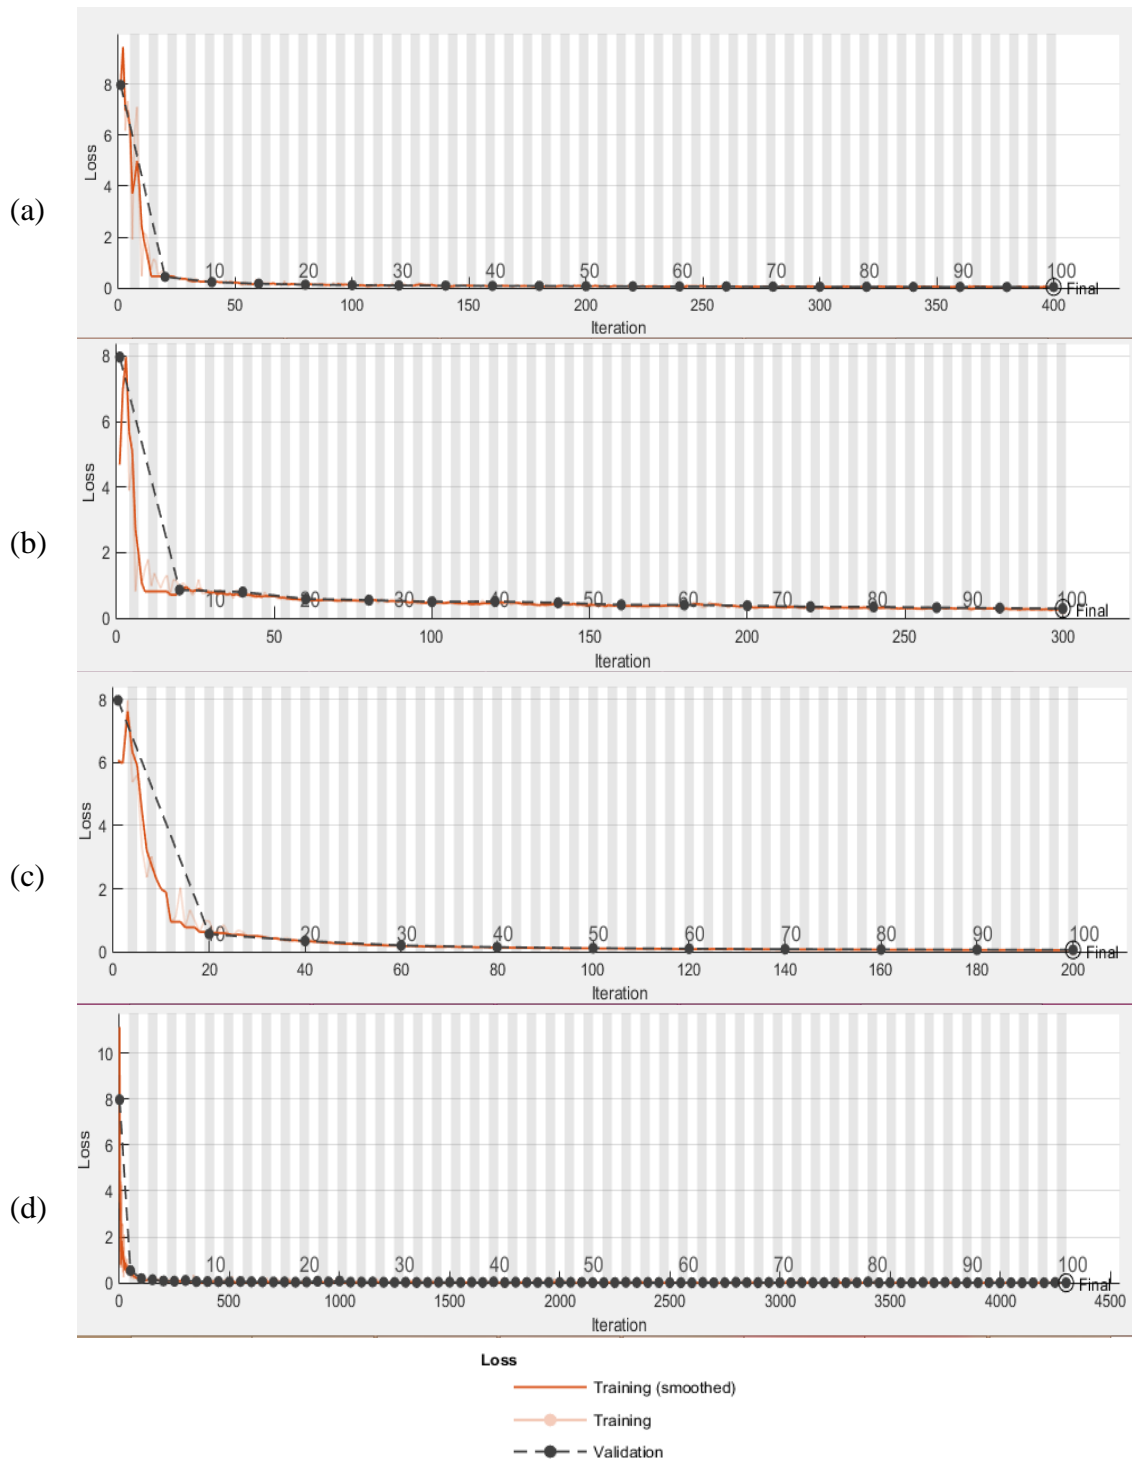 (a)
Loss
8
6
4
2
0
10 20 30 40 50 60 70 80 90 100
Final
0 50 100 150 200 250 300 350 400
Iteration
(b)
Loss
8
6
4
2
0
10 20 30 40 50 60 70 80 90 100
Final
0 50 100 150 200 250 300
Iteration
(c)
Loss
8
6
4
2
0
10 20 30 40 50 60 70 80 90 100
Final
0 20 40 60 80 100 120 140 160 180 200
Iteration
(d)
Loss
10
8
6
4
2
0
10 20 30 40 50 60 70 80 90 100
Final
0 500 1000 1500 2000 2500 3000 3500 4000 4500
Iteration
Loss
Training (smoothed)
Training
Validation